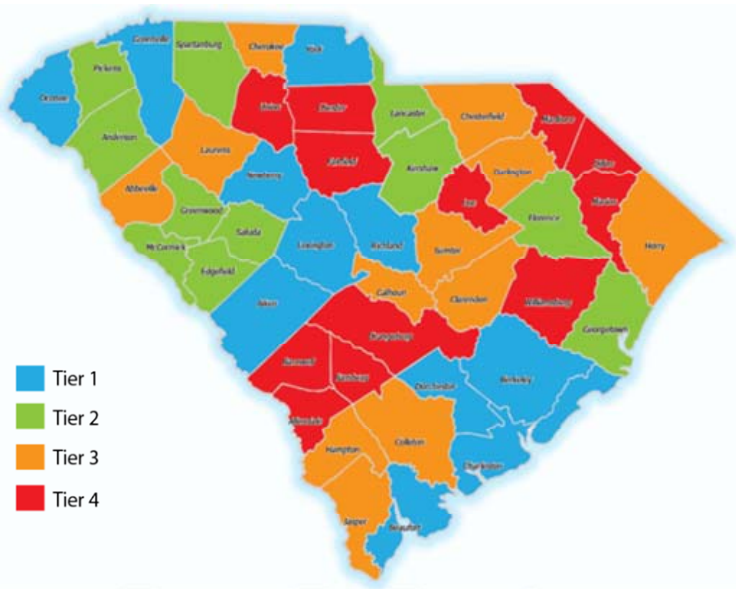 Greenville
Spartanburg
Cherokee
York
Pickens
Oconee
Union
Chester
Lancaster
Chesterfield
Marlboro
Anderson
Laurens
Fairfield
Kershaw
Darlington
Dillon
Newberry
Abbeville
Lee
Marion
Greenwood
Florence
Saluda
Lexington
Richland
Sumter
Horry
McCormick
Edgefield
Calhoun
Clarendon
Williamsburg
Aiken
Georgetown
Orangeburg
Barnwell
Bamberg
Dorchester
Berkeley
Tier 1
Tier 2
Allendale
Colleton
Hampton
Tier 3
Charleston
Tier 4
Jasper
Beaufort